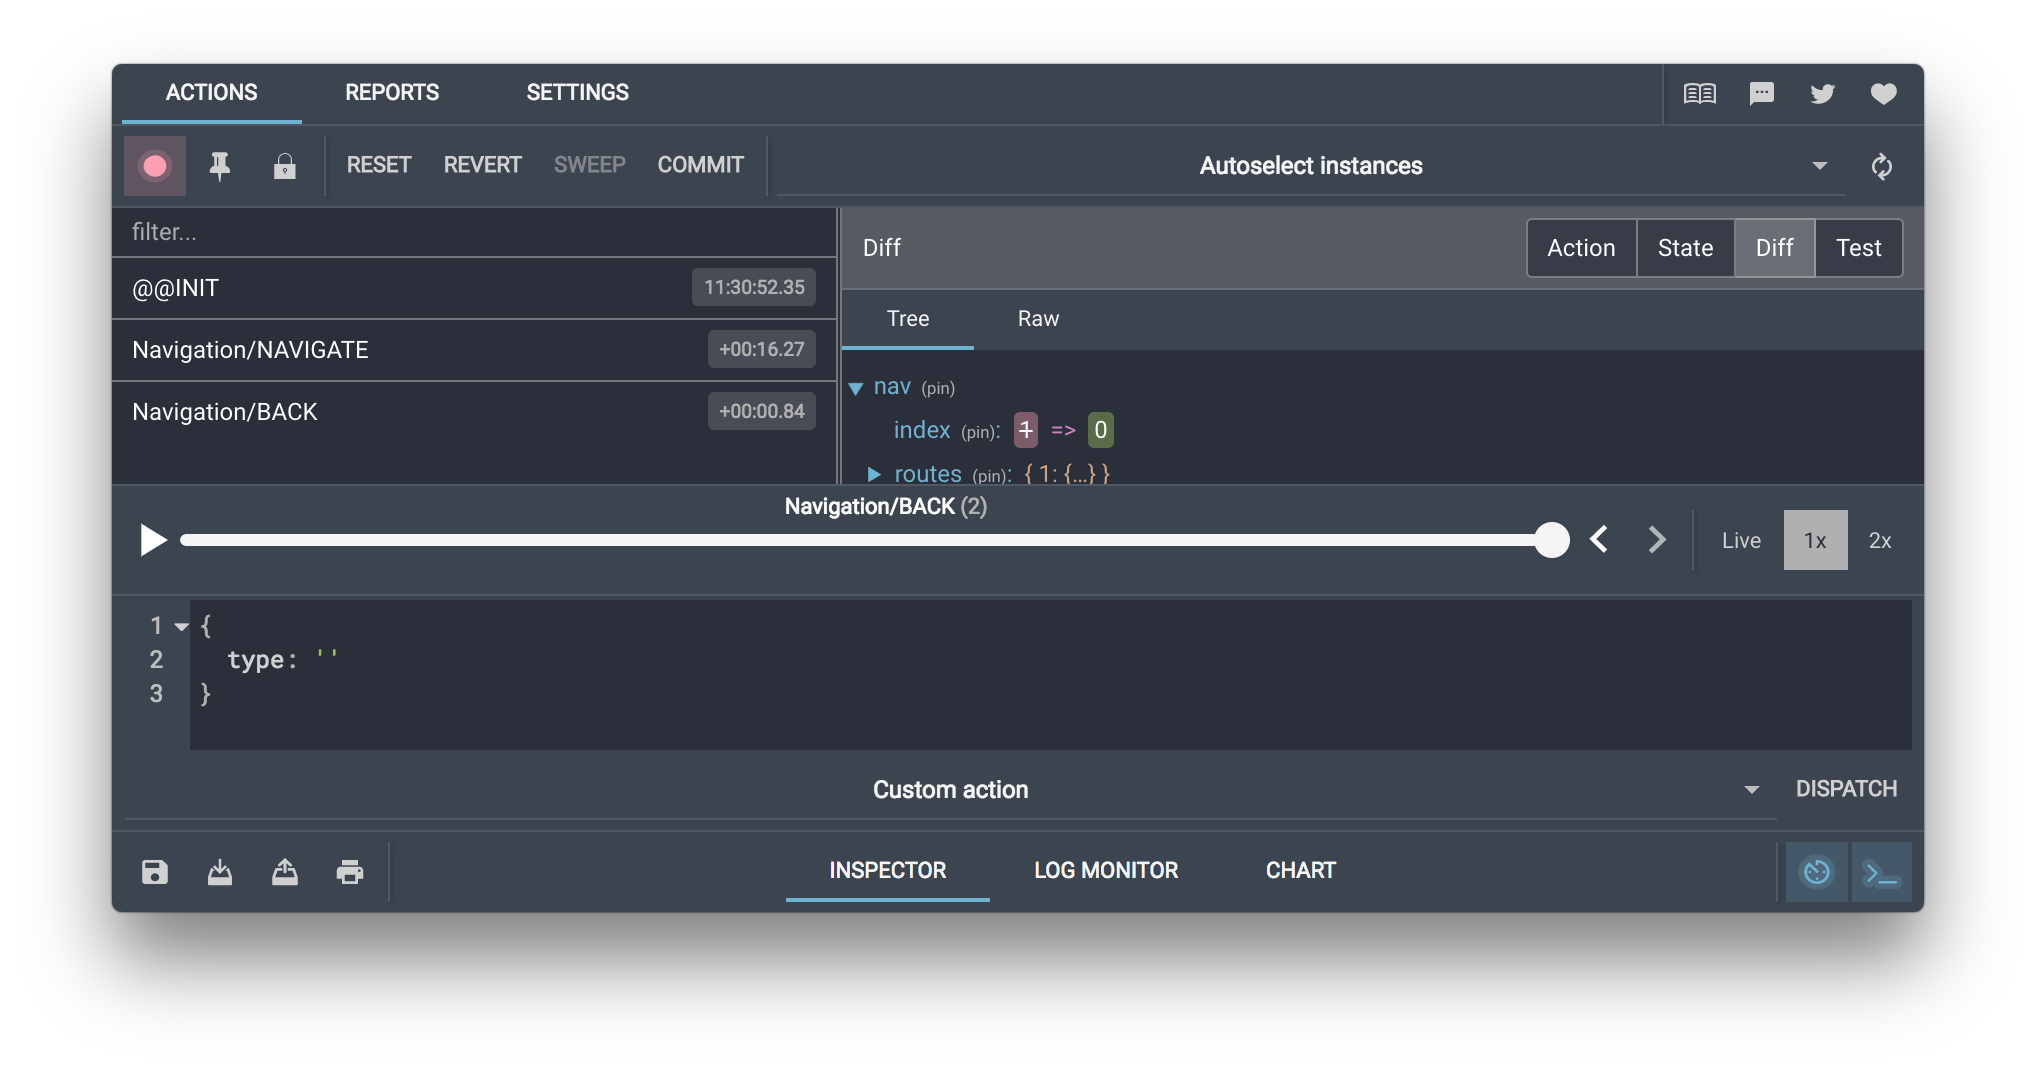 ACTIONS REPORTS SETTINGS
RESET REVERT SWEEP COMMIT Autoselect instances
filter...
@@INIT 11:30:52.35
Navigation/NAVIGATE +00:16.27
Navigation/BACK +00:00.84
Diff Action State Diff Test
Tree Raw
nav (pin)
index (pin): 1 => 0
routes (pin): { 1: {…} }
Navigation/BACK (2)
Live 1x 2x
1 {
2 type: ''
3 }
Custom action DISPATCH
INSPECTOR LOG MONITOR CHART